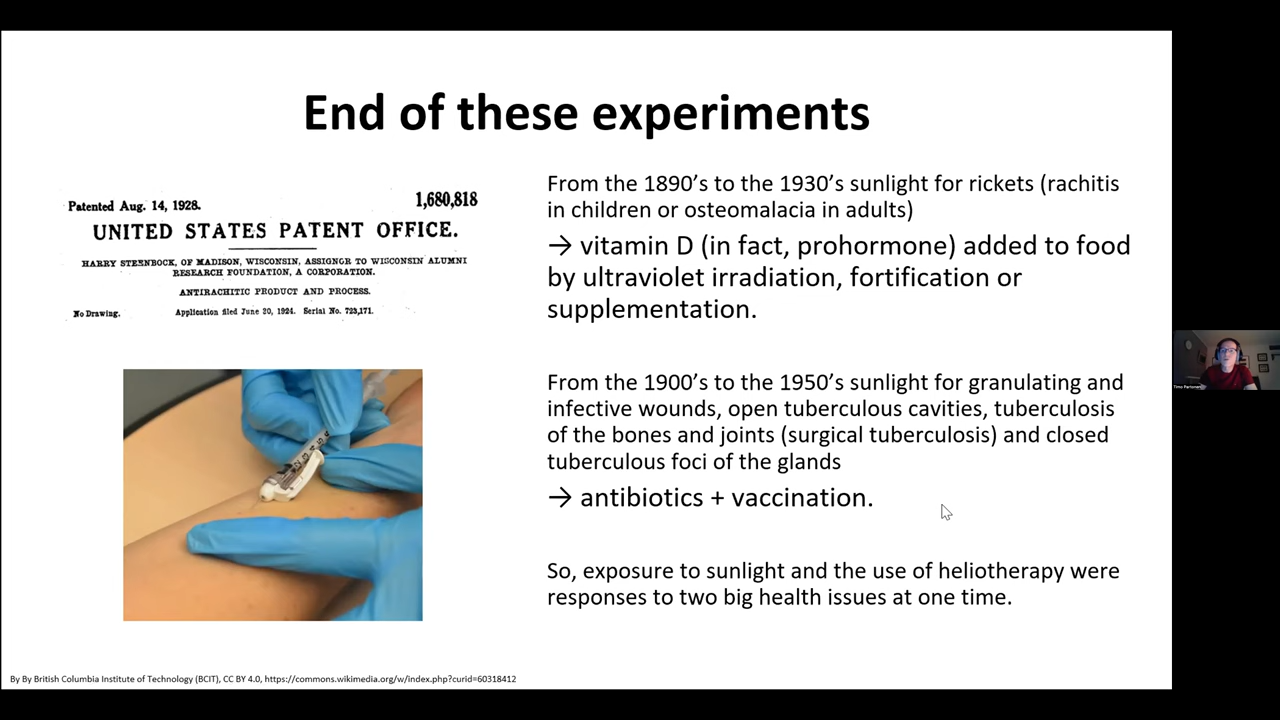 End of these experiments
Patented Aug. 14, 1928.
1,680,818
UNITED STATES PATENT OFFICE.
HARRY STEENBOCK, OF MADISON, WISCONSIN, ASSIGNOR TO WISCONSIN ALUMNI
RESEARCH FOUNDATION, A CORPORATION.
ANTIRACHITIC PRODUCT AND PROCESS.
No Drawing.
Application filed June 30, 1924. Serial No. 723,171.
From the 1890’s to the 1930’s sunlight for rickets (rachitis
in children or osteomalacia in adults)
→ vitamin D (in fact, prohormone) added to food
by ultraviolet irradiation, fortification or
supplementation.
From the 1900’s to the 1950’s sunlight for granulating and
infective wounds, open tuberculous cavities, tuberculosis
of the bones and joints (surgical tuberculosis) and closed
tuberculous foci of the glands
→ antibiotics + vaccination.
So, exposure to sunlight and the use of heliotherapy were
responses to two big health issues at one time.
By By British Columbia Institute of Technology (BCIT), CC BY 4.0, https://commons.wikimedia.org/w/index.php?curid=60318412
Timo